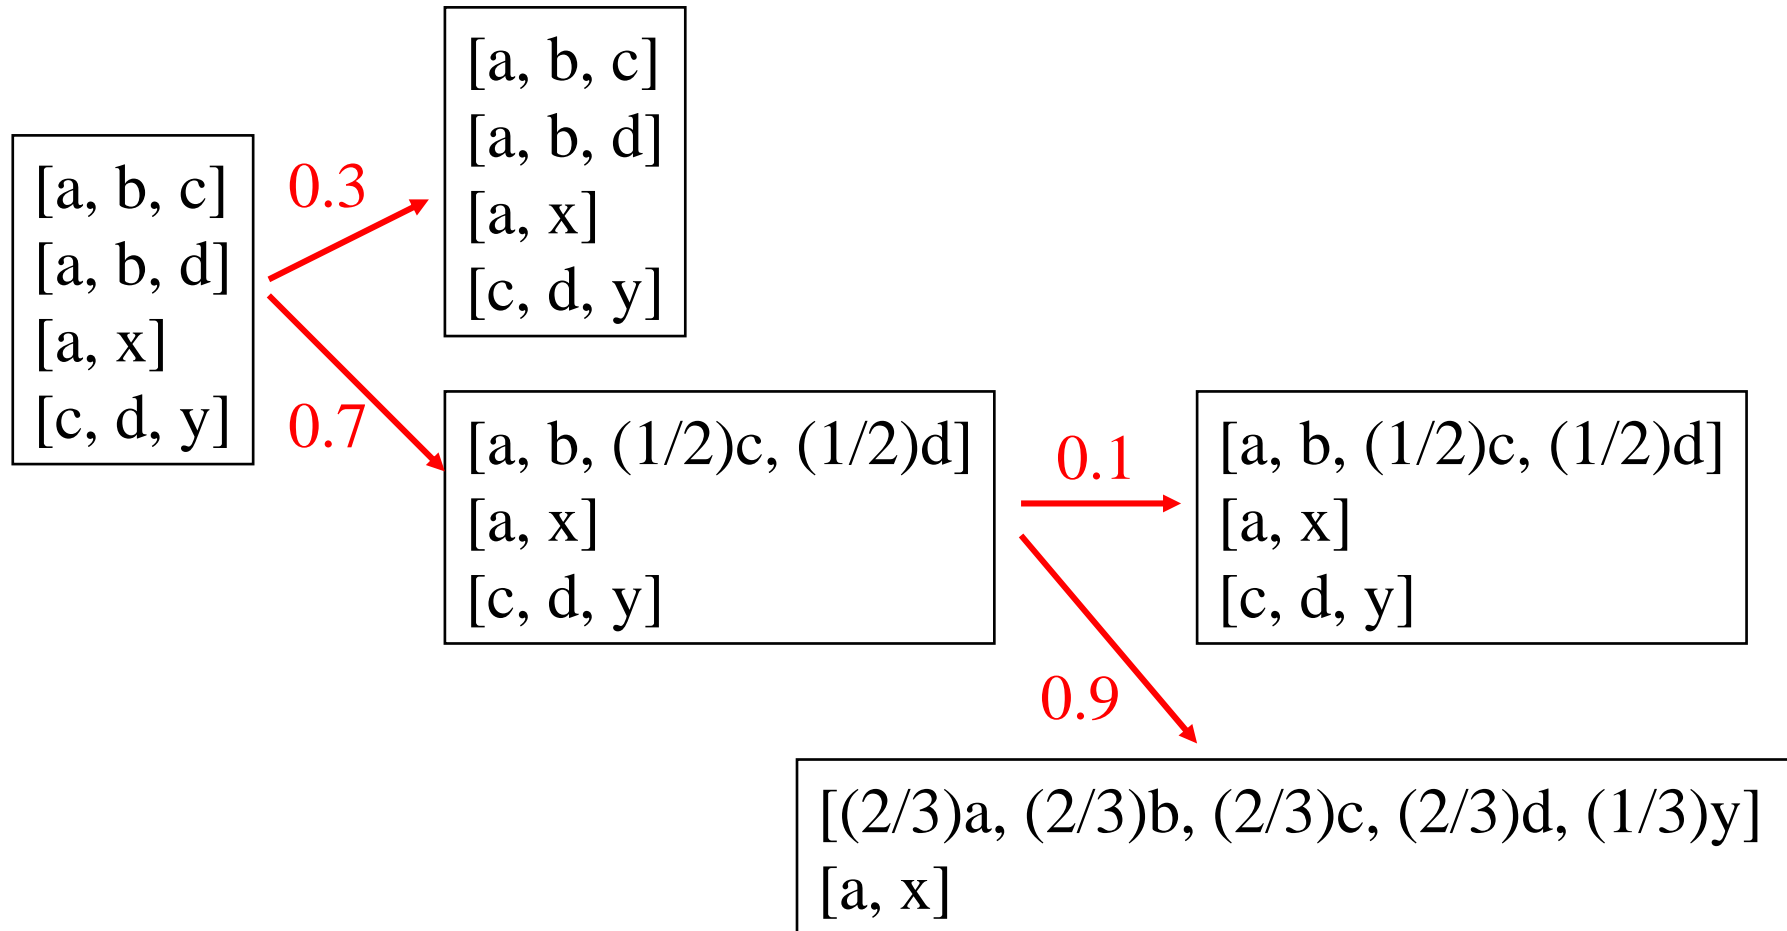 [a, b, c]
[a, b, d]
[a, x]
[c, d, y]
0.3
0.7
[a, b, c]
[a, b, d]
[a, x]
[c, d, y]
[a, b, (1/2)c, (1/2)d]
[a, x]
[c, d, y]
0.1
0.9
[a, b, (1/2)c, (1/2)d]
[a, x]
[c, d, y]
[(2/3)a, (2/3)b, (2/3)c, (2/3)d, (1/3)y]
[a, x]